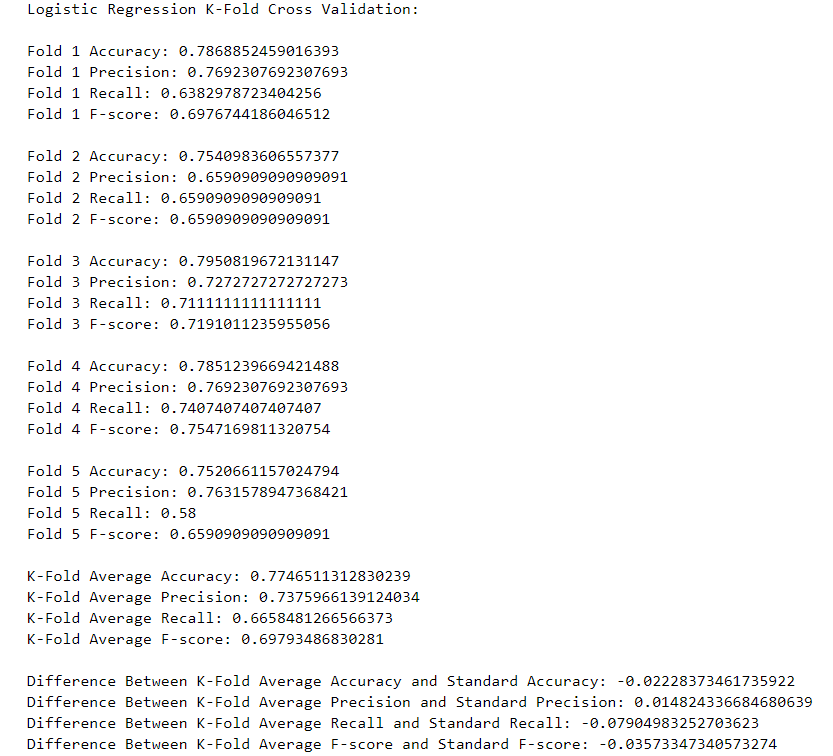 Logistic Regression K-Fold Cross Validation:
Fold 1 Accuracy: 0.7868852459016393
Fold 1 Precision: 0.7692307692307693
Fold 1 Recall: 0.6382978723404256
Fold 1 F-score: 0.6976744186046512
Fold 2 Accuracy: 0.7540983606557377
Fold 2 Precision: 0.6590909090909091
Fold 2 Recall: 0.6590909090909091
Fold 2 F-score: 0.6590909090909091
Fold 3 Accuracy: 0.7950819672131147
Fold 3 Precision: 0.7272727272727273
Fold 3 Recall: 0.7111111111111111
Fold 3 F-score: 0.7191011235955056
Fold 4 Accuracy: 0.7851239669421488
Fold 4 Precision: 0.7692307692307693
Fold 4 Recall: 0.7407407407407407
Fold 4 F-score: 0.7547169811320754
Fold 5 Accuracy: 0.7520661157024794
Fold 5 Precision: 0.7631578947368421
Fold 5 Recall: 0.58
Fold 5 F-score: 0.6590909090909091
K-Fold Average Accuracy: 0.7746511312830239
K-Fold Average Precision: 0.7375966139124034
K-Fold Average Recall: 0.6658481266566373
K-Fold Average F-score: 0.69793486830281
Difference Between K-Fold Average Accuracy and Standard Accuracy: -0.02228373461735922
Difference Between K-Fold Average Precision and Standard Precision: 0.014824336684680639
Difference Between K-Fold Average Recall and Standard Recall: -0.07904983252703623
Difference Between K-Fold Average F-score and Standard F-score: -0.03573347340573274